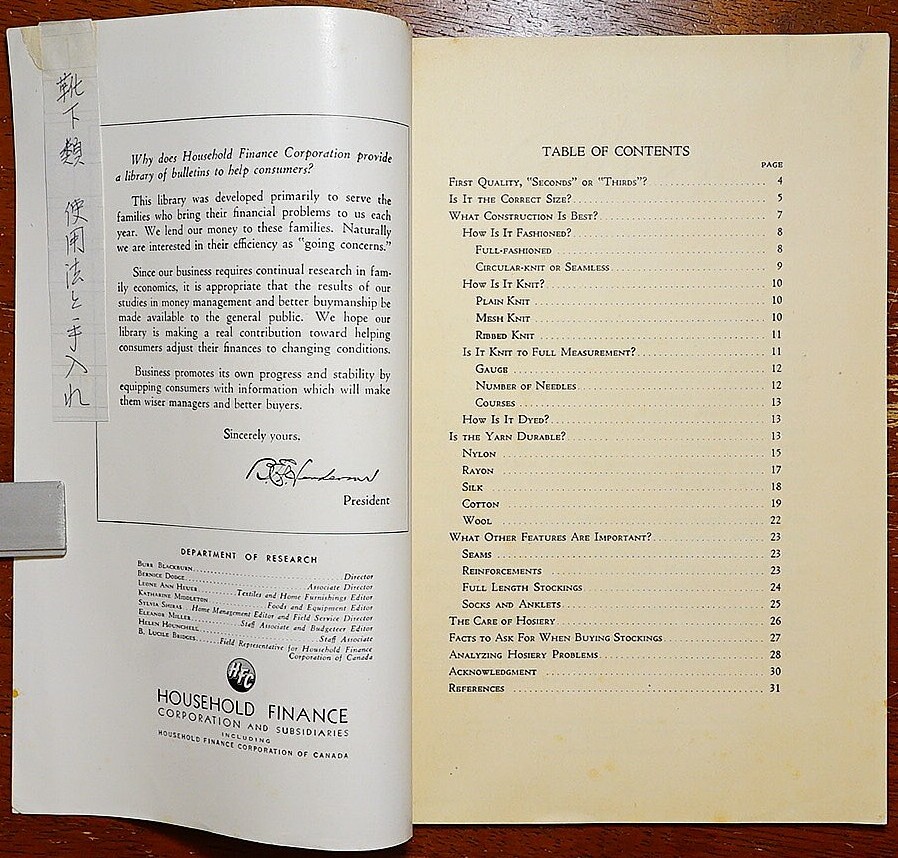 靴下類 使用法と手入れ
Why does Household Finance Corporation provide
a library of bulletins to help consumers?
This library was developed primarily to serve the
families who bring their financial problems to us each
year. We lend our money to these families. Naturally
we are interested in their efficiency as "going concerns."
Since our business requires continual research in fam-
ily economics, it is appropriate that the results of our
studies in money management and better buymanship be
made available to the general public. We hope our
library is making a real contribution toward helping
consumers adjust their finances to changing conditions.
Business promotes its own progress and stability by
equipping consumers with information which will make
them wiser managers and better buyers.
Sincerely yours.
B. E. Henderson
President
DEPARTMENT OF RESEARCH
BURR BLACKBURN Director
BERNICE DODGE Associate Director
LEONE ANN HEUER Textiles and Home Furnishings Editor
KATHARINE MIDDLETON Foods and Equipment Editor
SYLVIA SHIRAS Home Management Editor and Field Service Director
ELEANOR MILLER Staff Associate and Budgeteer Editor
HELEN HOUNCHELL Staff Associate
B. LUCILE BRIDGES Field Representative for Household Finance
Corporation of Canada
HFC
HOUSEHOLD FINANCE
CORPORATION AND SUBSIDIARIES
INCLUDING
HOUSEHOLD FINANCE CORPORATION OF CANADA
TABLE OF CONTENTS
PAGE
FIRST QUALITY, "SECONDS" OR "THIRDS"? 4
IS IT THE CORRECT SIZE? 5
WHAT CONSTRUCTION IS BEST? 7
HOW IS IT FASHIONED? 8
FULL-FASHIONED 8
CIRCULAR-KNIT OR SEAMLESS 9
HOW IS IT KNIT? 10
PLAIN KNIT 10
MESH KNIT 10
RIBBED KNIT 11
IS IT KNIT TO FULL MEASUREMENT? 11
GAUGE 12
NUMBER OF NEEDLES 12
COURSES 13
HOW IS IT DYED? 13
IS THE YARN DURABLE? 13
NYLON 15
RAYON 17
SILK 18
COTTON 19
WOOL 22
WHAT OTHER FEATURES ARE IMPORTANT? 23
SEAMS 23
REINFORCEMENTS 23
FULL LENGTH STOCKINGS 24
SOCKS AND ANKLETS 25
THE CARE OF HOSIERY 26
FACTS TO ASK FOR WHEN BUYING STOCKINGS 27
ANALYZING HOSIERY PROBLEMS 28
ACKNOWLEDGMENT 30
REFERENCES 31